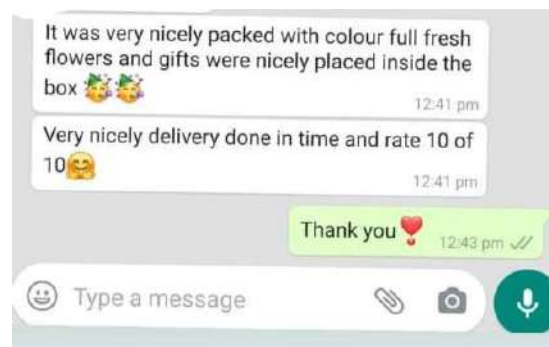 It was very nicely packed with colour full fresh
flowers and gifts were nicely placed inside the
box 🥳🥳
12:41 pm
Very nicely delivery done in time and rate 10 of
10🤗
12:41 pm
Thank you❣️
12:43 pm
Type a message